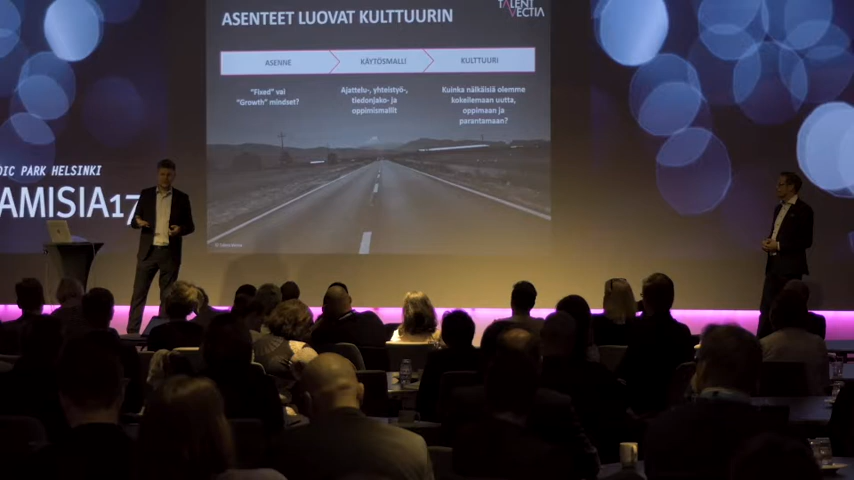 ASENTEET LUOVAT KULTTUURIN
TALENT
VECTIA
ASENNE
KÄYTÖSMALLI
KULTTUURI
"Fixed" vai
"Growth" mindset?
Ajattelu-, yhteistyö-,
tiedonjako- ja
oppimismallit
Kuinka nälkäisiä olemme
kokeilemaan uutta,
oppimaan ja
parantamaan?
DIC PARK HELSINKI
AMISIA17